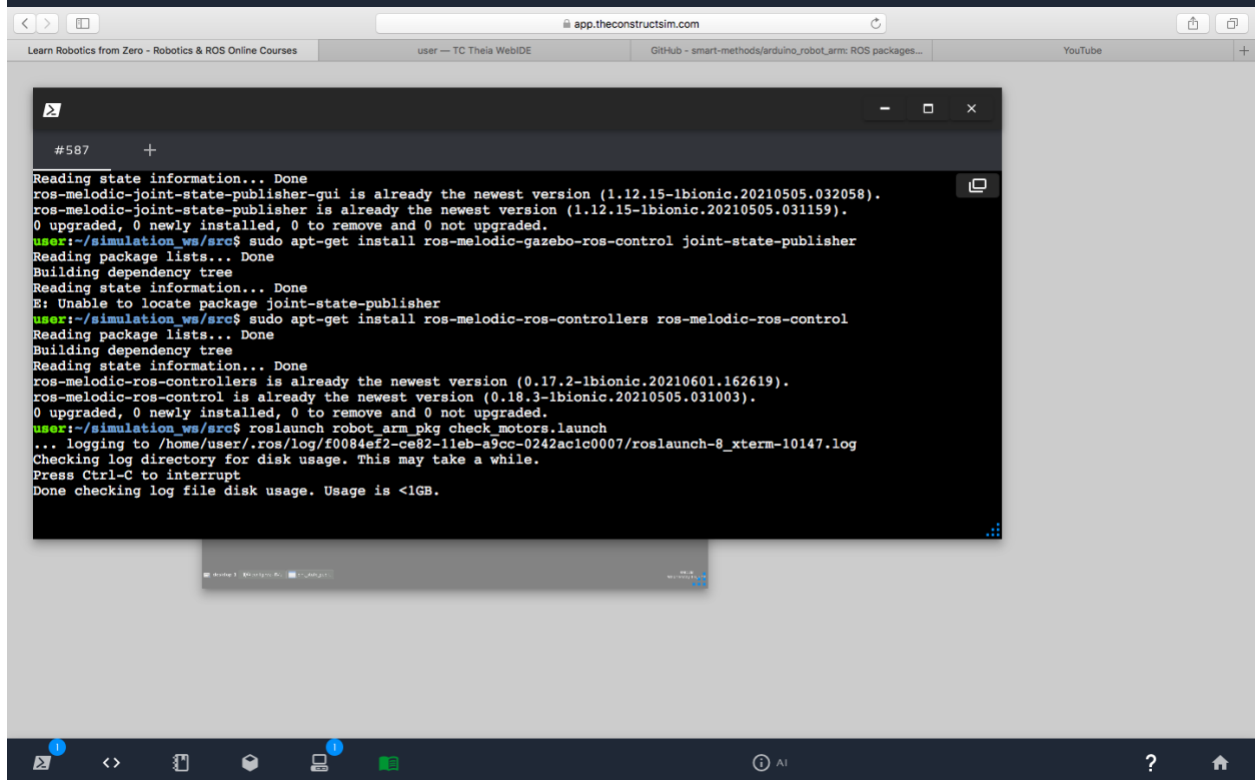 app.theconstructsim.com
Learn Robotics from Zero - Robotics & ROS Online Courses
user — TC Theia WebIDE
GitHub - smart-methods/arduino_robot_arm: ROS packages...
YouTube
#587
Reading state information... Done
ros-melodic-joint-state-publisher-gui is already the newest version (1.12.15-1bionic.20210505.032058).
ros-melodic-joint-state-publisher is already the newest version (1.12.15-1bionic.20210505.031159).
0 upgraded, 0 newly installed, 0 to remove and 0 not upgraded.
user:~/simulation_ws/src$ sudo apt-get install ros-melodic-gazebo-ros-control joint-state-publisher
Reading package lists... Done
Building dependency tree
Reading state information... Done
E: Unable to locate package joint-state-publisher
user:~/simulation_ws/src$ sudo apt-get install ros-melodic-ros-controllers ros-melodic-ros-control
Reading package lists... Done
Building dependency tree
Reading state information... Done
ros-melodic-ros-controllers is already the newest version (0.17.2-1bionic.20210601.162619).
ros-melodic-ros-control is already the newest version (0.18.3-1bionic.20210505.031003).
0 upgraded, 0 newly installed, 0 to remove and 0 not upgraded.
user:~/simulation_ws/src$ roslaunch robot_arm_pkg check_motors.launch
... logging to /home/user/.ros/log/f0084ef2-ce82-11eb-a9cc-0242ac1c0007/roslaunch-8_xterm-10147.log
Checking log directory for disk usage. This may take a while.
Press Ctrl-C to interrupt
Done checking log file disk usage. Usage is <1GB.
1
1
AI
?